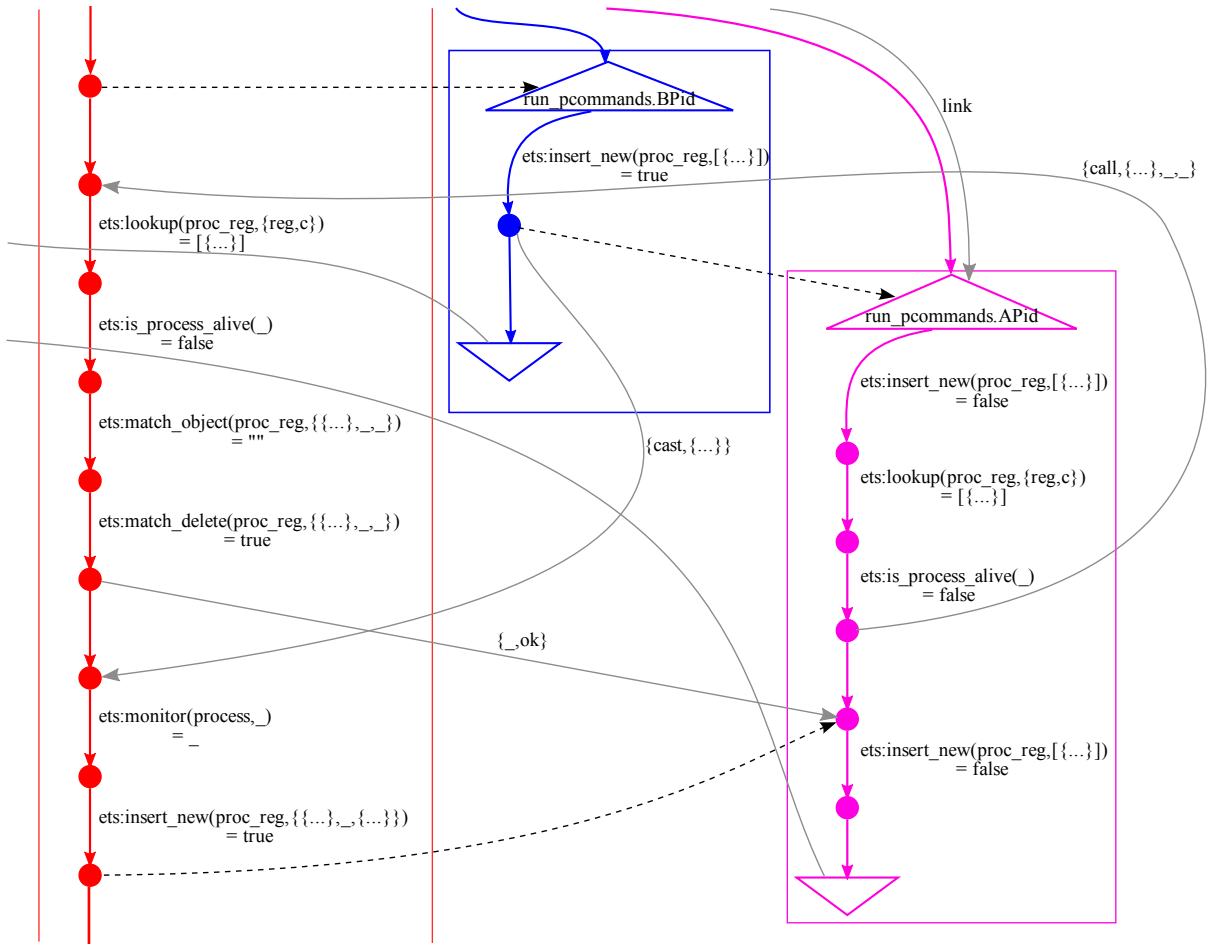 run_pcommands.BPid
link
ets:insert_new(proc_reg,[{...}])
= true
{call,{...},_,_}
ets:lookup(proc_reg,{reg,c})
= [{...}]
ets:is_process_alive(_)
= false
run_pcommands.APid
ets:insert_new(proc_reg,[{...}])
= false
ets:match_object(proc_reg,{{...},_,_})
= ""
{cast,{...}}
ets:lookup(proc_reg,{reg,c})
= [{...}]
ets:match_delete(proc_reg,{{...},_,_})
= true
ets:is_process_alive(_)
= false
{_,ok}
ets:monitor(process,_)
= _
ets:insert_new(proc_reg,[{...}])
= false
ets:insert_new(proc_reg,{{...},_,{...}})
= true